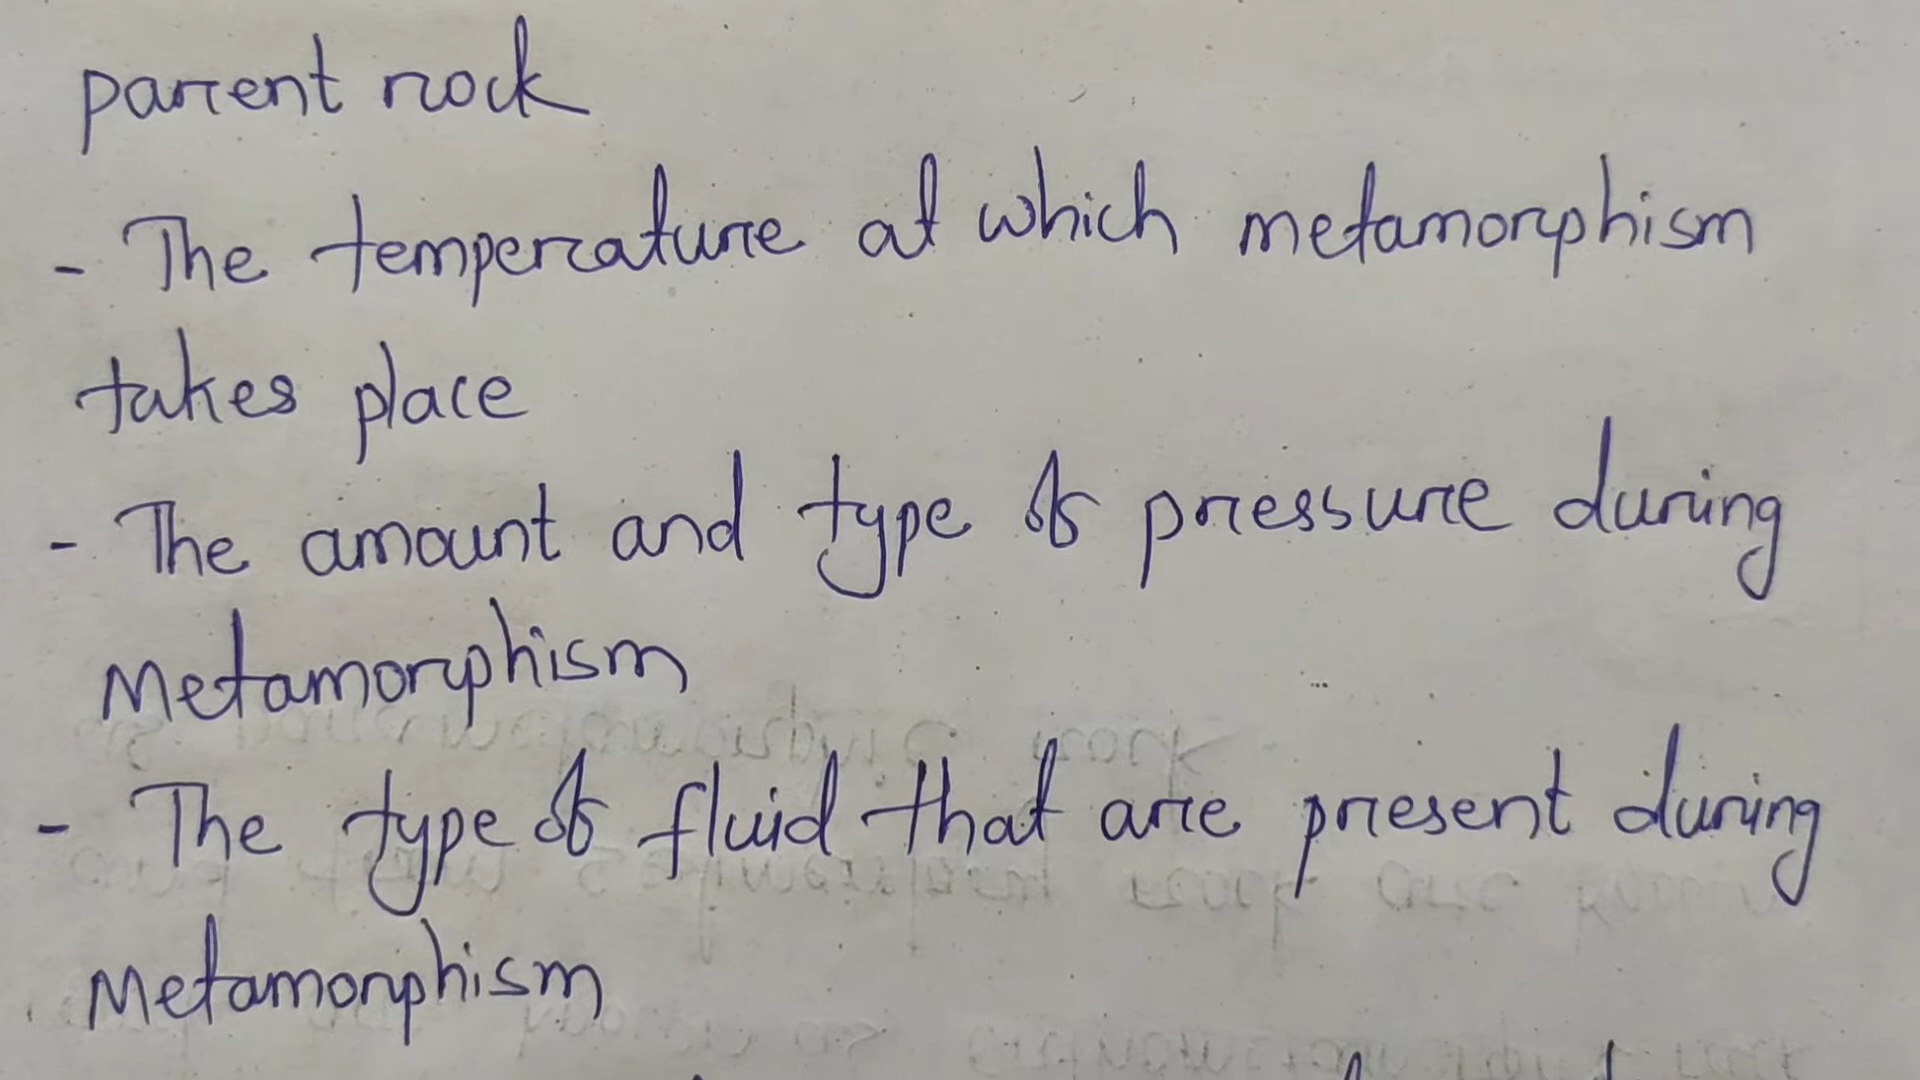 parent rock
- The temperature at which metamorphism
takes place
- The amount and type of pressure during
Metamorphism
- The type of fluid that are present during
Metamorphism